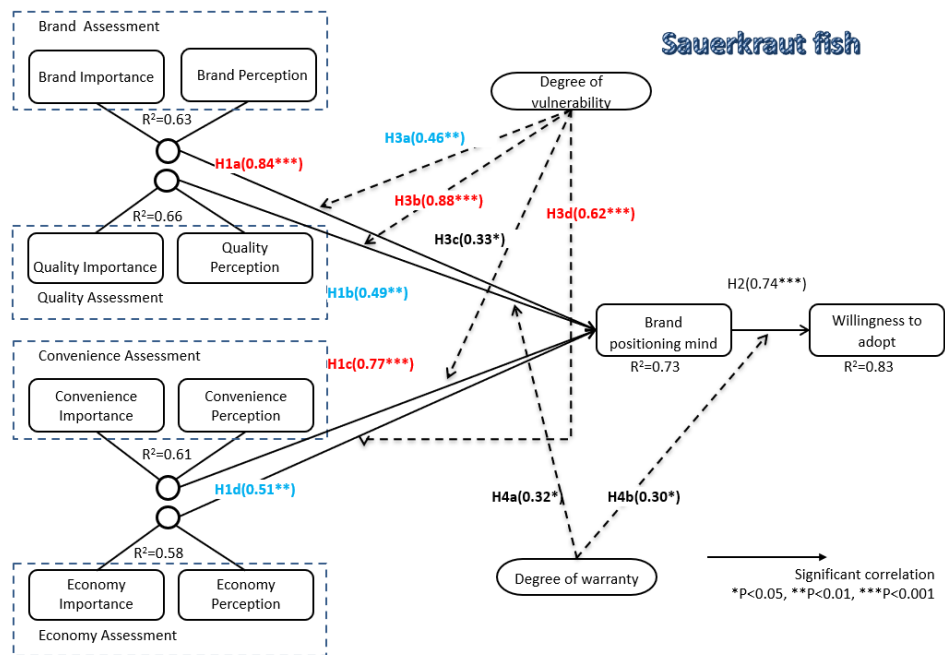 Brand Assessment
Sauerkraut fish
Brand Importance
Brand Perception
Degree of
vulnerability
R²=0.63
H3a(0.46**)
H1a(0.84***)
H3b(0.88***)
H3d(0.62***)
R²=0.66
H3c(0.33*)
Quality Importance
Quality
Perception
Quality Assessment
H1b(0.49**)
H2(0.74***)
Brand
positioning mind
Willingness to
adopt
R²=0.73
R²=0.83
Convenience Assessment
H1c(0.77***)
Convenience
Importance
Convenience
Perception
R²=0.61
H1d(0.51**)
H4a(0.32*)
H4b(0.30*)
R²=0.58
Economy
Importance
Economy
Perception
Economy Assessment
Degree of warranty
Significant correlation
*P<0.05, **P<0.01, ***P<0.001